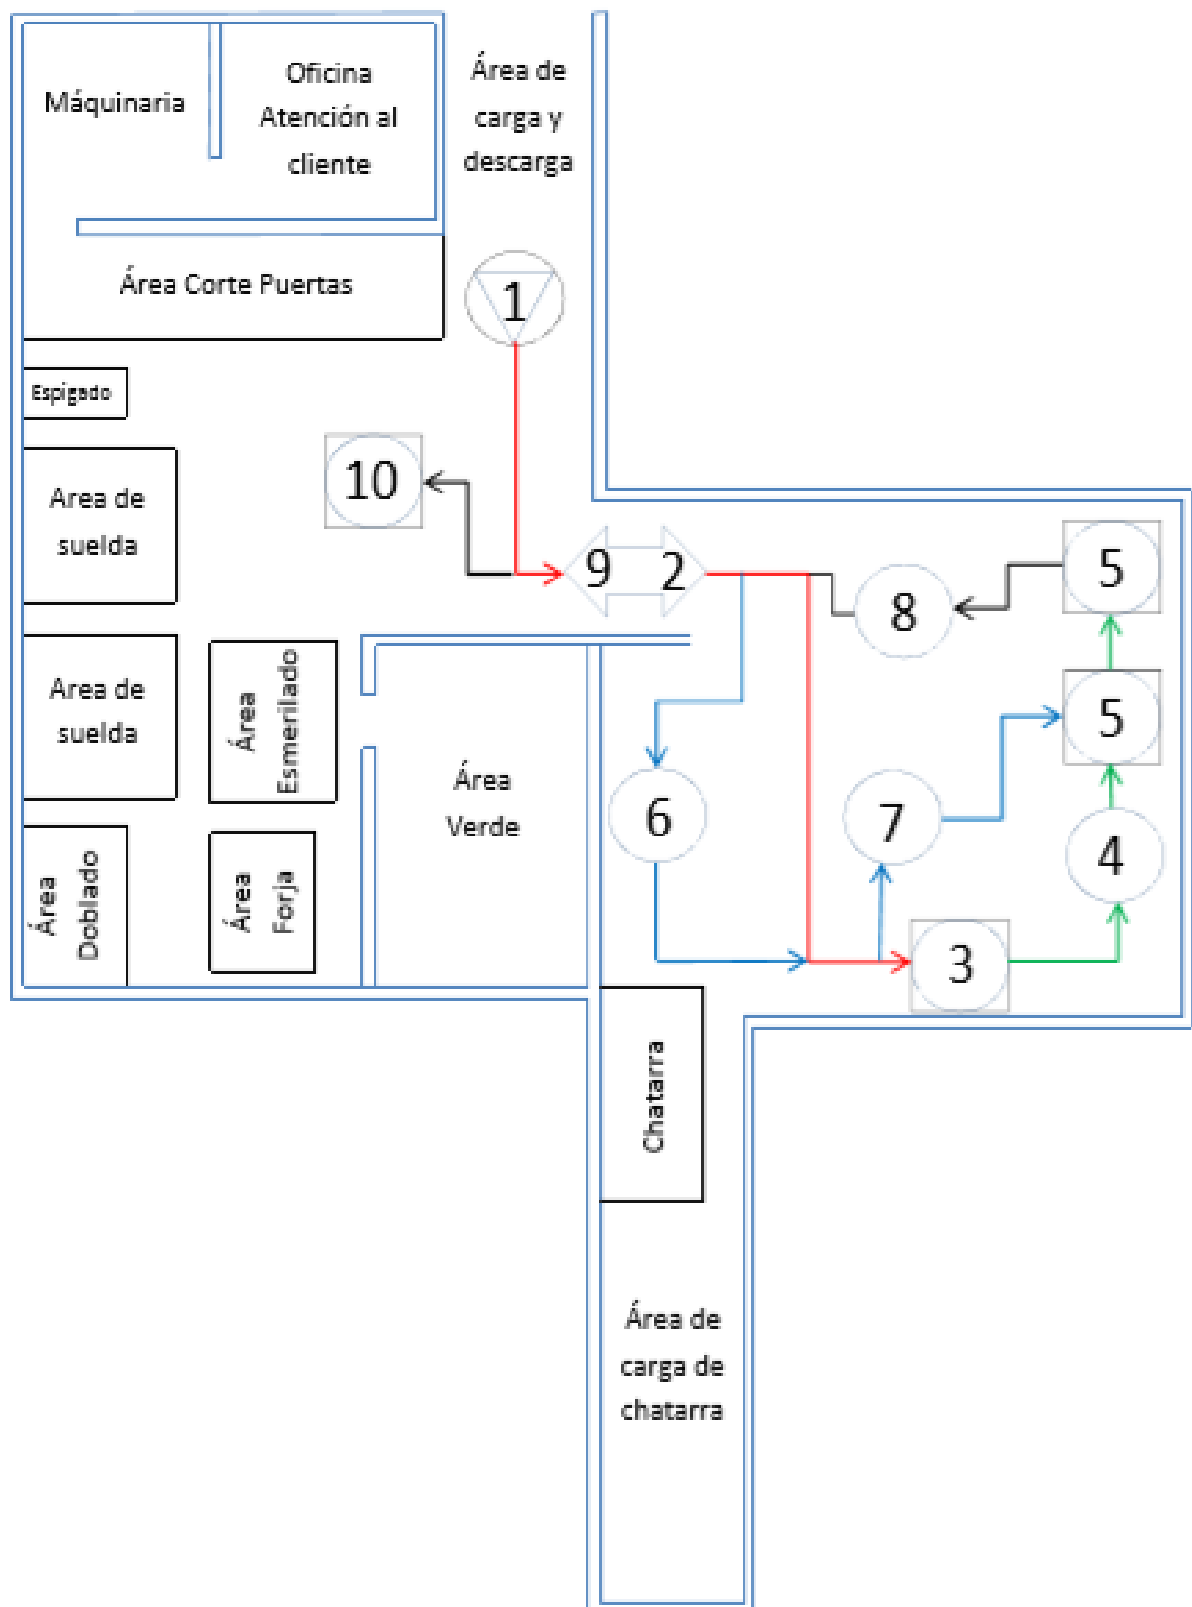 Máquinaria
Oficina
Atención al
cliente
Área de
carga y
descarga
Área Corte Puertas
1
Espigado
10
Area de
suelda
9
2
8
5
Area de
suelda
Área
Esmerilado
5
Área
Verde
6
7
4
Área
Doblado
Área
Forja
3
Chatarra
Área de
carga de
chatarra